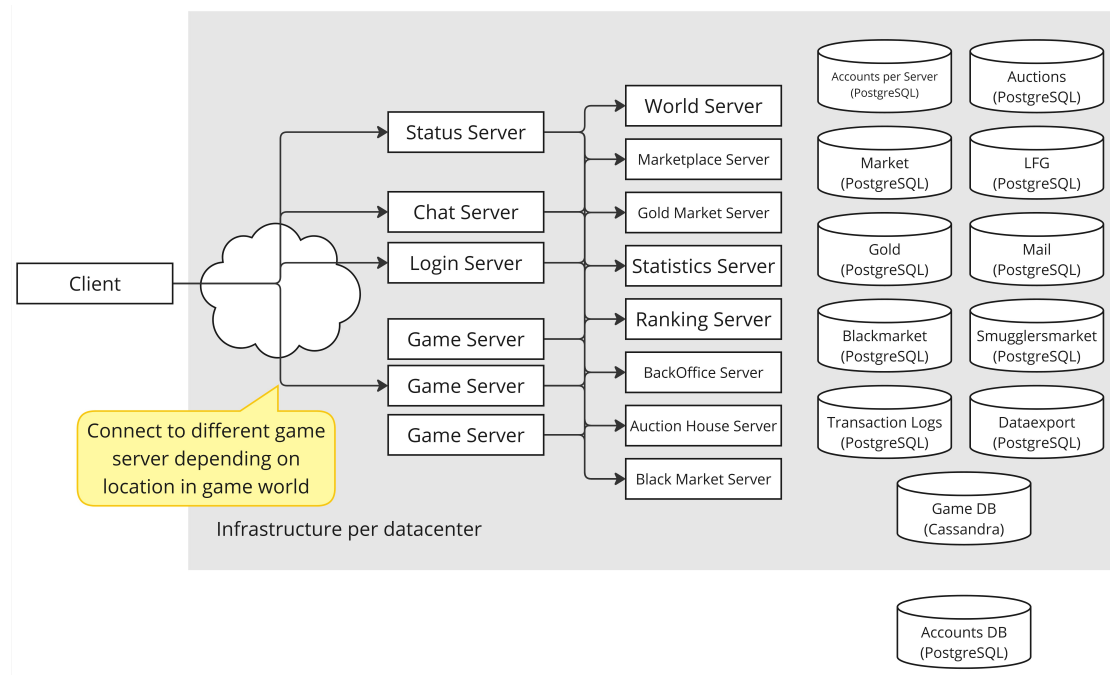 Client
Connect to different game
server depending on
location in game world
Infrastructure per datacenter
Status Server
Chat Server
Login Server
Game Server
Game Server
Game Server
World Server
Marketplace Server
Gold Market Server
Statistics Server
Ranking Server
BackOffice Server
Auction House Server
Black Market Server
Accounts per Server
(PostgreSQL)
Auctions
(PostgreSQL)
Market
(PostgreSQL)
LFG
(PostgreSQL)
Gold
(PostgreSQL)
Mail
(PostgreSQL)
Blackmarket
(PostgreSQL)
Smugglersmarket
(PostgreSQL)
Transaction Logs
(PostgreSQL)
Dataexport
(PostgreSQL)
Game DB
(Cassandra)
Accounts DB
(PostgreSQL)